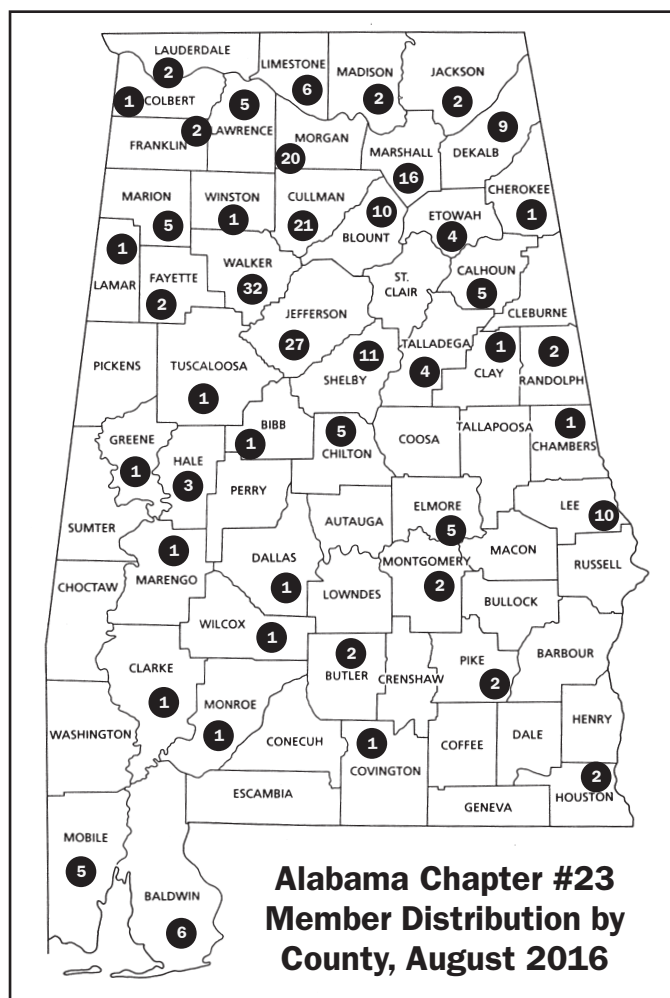 LAUDERDALE
2
LIMESTONE
6
MADISON
2
JACKSON
2
1
COLBERT
5
LAWRENCE
9
DEKALB
FRANKLIN
2
MORGAN
20
MARSHALL
16
CHEROKEE
1
MARION
5
WINSTON
1
CULLMAN
21
10
BLOUNT
ETOWAH
4
1
LAMAR
FAYETTE
2
WALKER
32
ST.
CLAIR
CALHOUN
5
CLEBURNE
JEFFERSON
27
PICKENS
TUSCALOOSA
1
11
SHELBY
TALLADEGA
4
1
CLAY
2
RANDOLPH
GREENE
1
HALE
3
BIBB
1
5
CHILTON
COOSA
TALLAPOOSA
1
CHAMBERS
PERRY
SUMTER
AUTAUGA
ELMORE
5
LEE
10
1
MARENGO
DALLAS
1
MONTGOMERY
2
MACON
RUSSELL
CHOCTAW
LOWNDES
BULLOCK
WILCOX
1
2
BUTLER
CRENSHAW
PIKE
2
BARBOUR
CLARKE
1
MONROE
1
WASHINGTON
CONECUH
1
COVINGTON
COFFEE
DALE
HENRY
2
HOUSTON
ESCAMBIA
GENEVA
MOBILE
5
BALDWIN
6
Alabama Chapter #23
Member Distribution by
County, August 2016